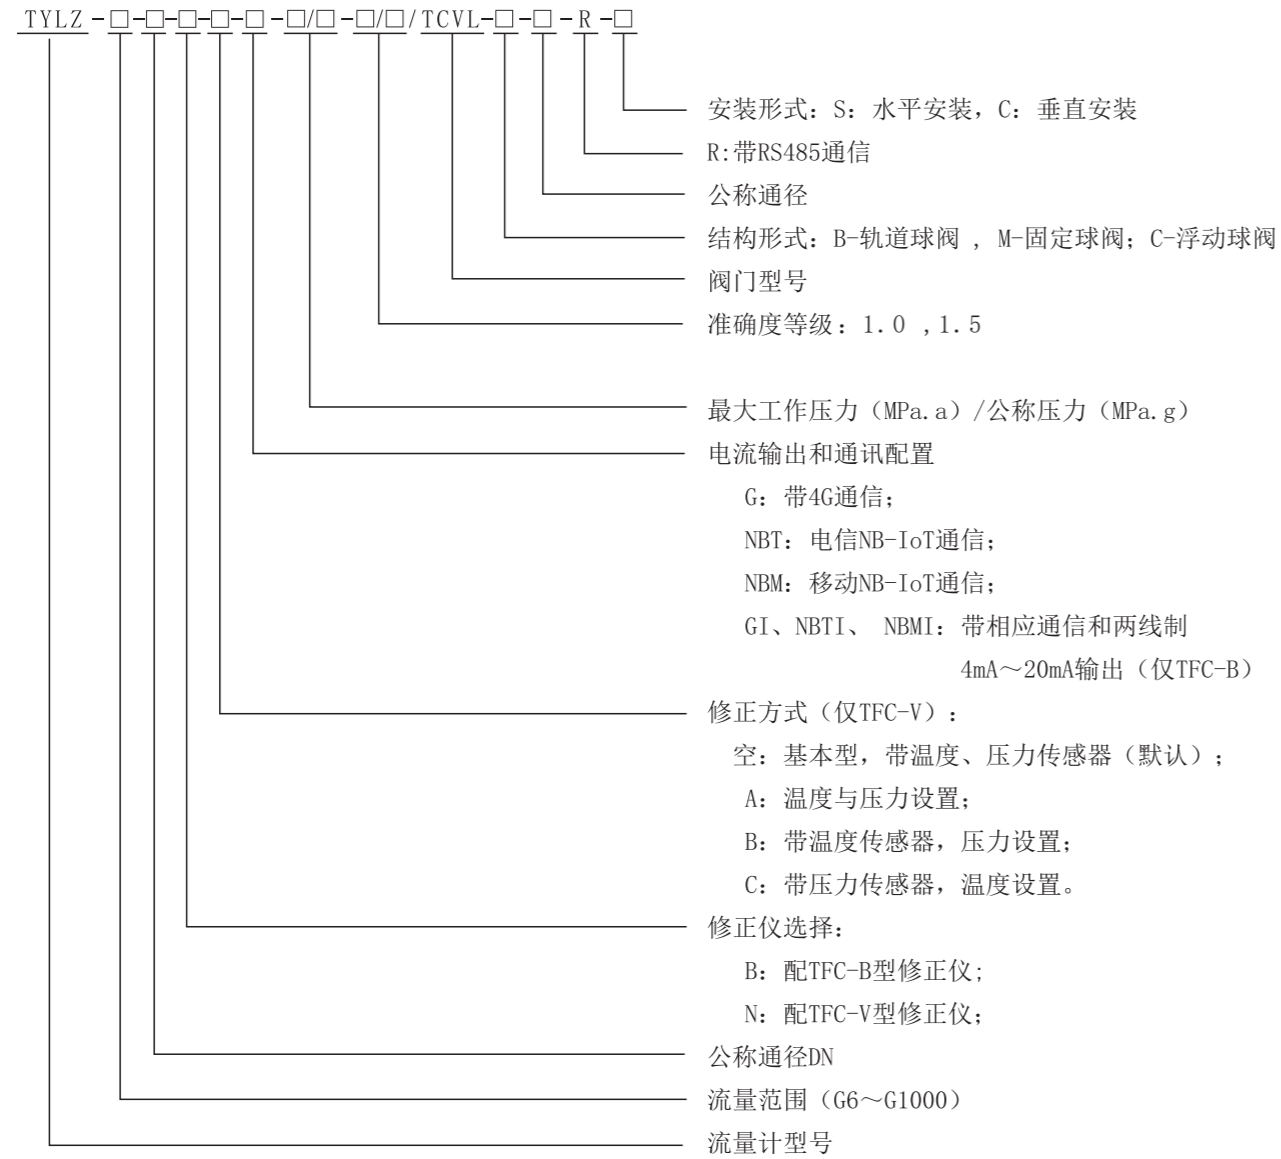 TYLZ-□-□-□-□-□-□/□-□/□/TCVL-□-□-R-□
安装形式：S：水平安装，C：垂直安装
R:带RS485通信
公称通径
结构形式：B-轨道球阀 , M-固定球阀；C-浮动球阀
阀门型号
准确度等级：1.0 ,1.5
最大工作压力（MPa.a）/公称压力（MPa.g）
电流输出和通讯配置
G：带4G通信；
NBT：电信NB-IoT通信；
NBM：移动NB-IoT通信；
GI、NBTI、 NBMI：带相应通信和两线制
4mA～20mA输出（仅TFC-B）
修正方式（仅TFC-V）：
空：基本型，带温度、压力传感器（默认）；
A：温度与压力设置；
B：带温度传感器，压力设置；
C：带压力传感器，温度设置。
修正仪选择：
B：配TFC-B型修正仪；
N：配TFC-V型修正仪；
公称通径DN
流量范围（G6～G1000）
流量计型号